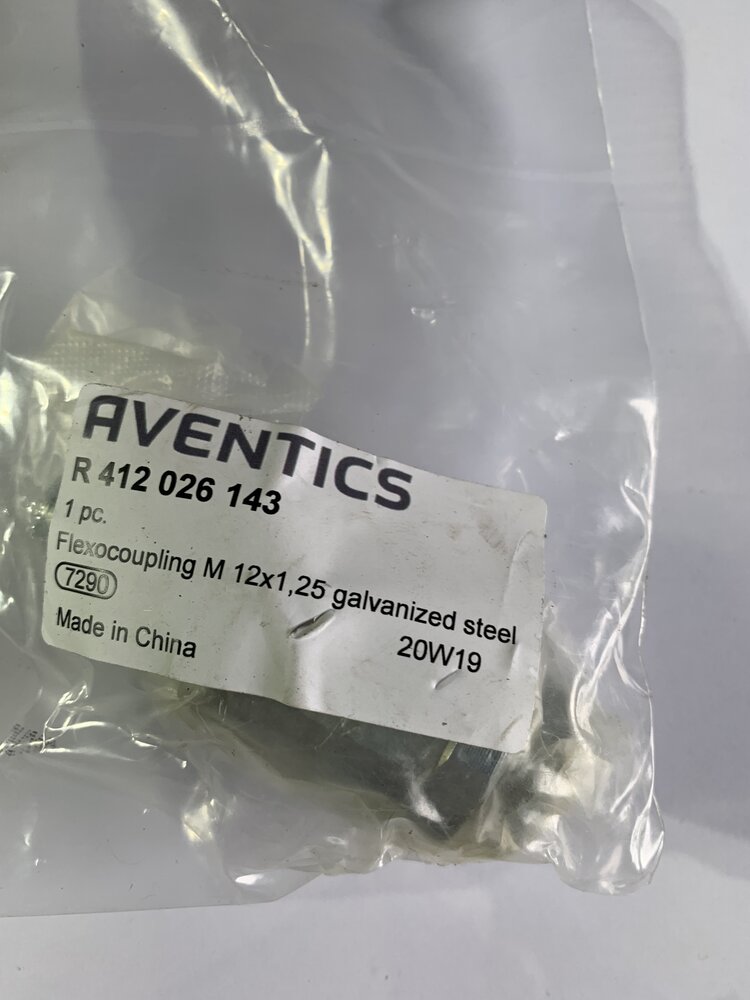 AVENTICS
R 412 026 143
1 pc.
Flexocoupling M 12x1,25 galvanized steel
7290
20W19
Made in China